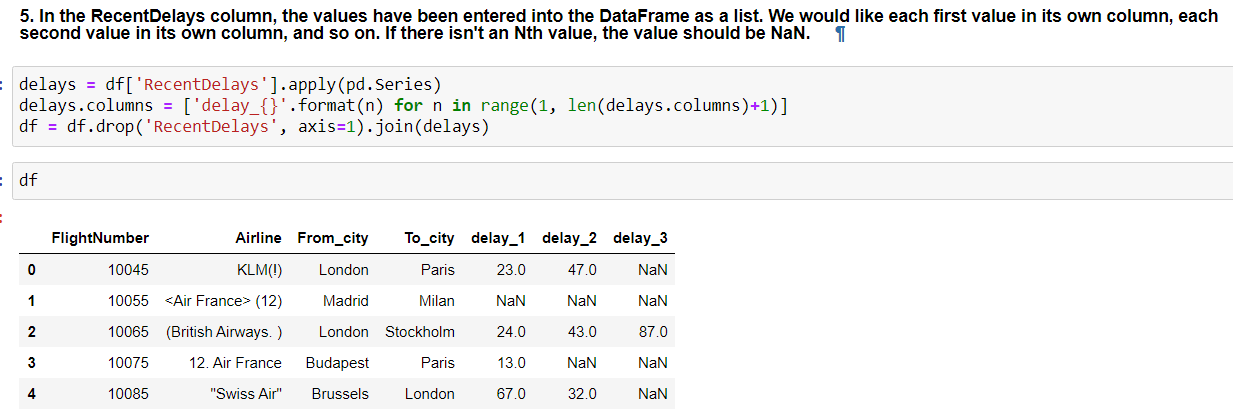 5. In the RecentDelays column, the values have been entered into the DataFrame as a list. We would like each first value in its own column, each
second value in its own column, and so on. If there isn't an Nth value, the value should be NaN. ¶
: delays = df['RecentDelays'].apply(pd.Series)
delays.columns = ['delay_{}'.format(n) for n in range(1, len(delays.columns)+1)]
df = df.drop('RecentDelays', axis=1).join(delays)
: df
:
FlightNumber Airline From_city To_city delay_1 delay_2 delay_3
0 10045 KLM(!) London Paris 23.0 47.0 NaN
1 10055 <Air France> (12) Madrid Milan NaN NaN NaN
2 10065 (British Airways. ) London Stockholm 24.0 43.0 87.0
3 10075 12. Air France Budapest Paris 13.0 NaN NaN
4 10085 "Swiss Air" Brussels London 67.0 32.0 NaN